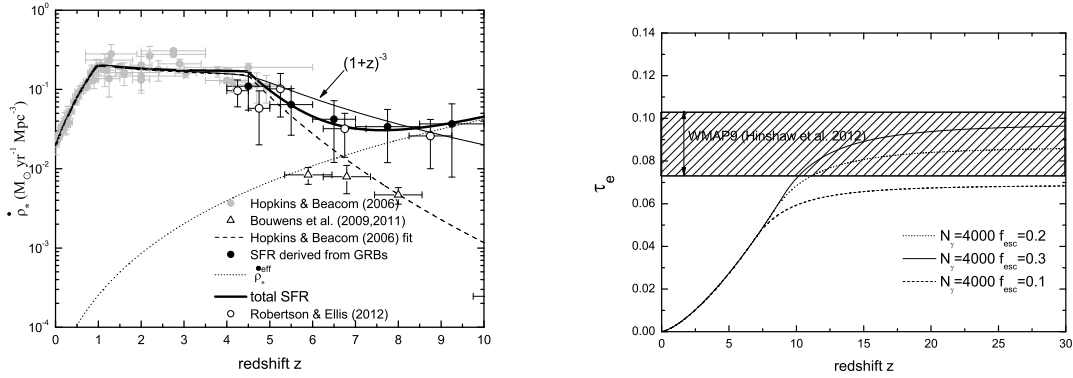 10⁰
10⁻¹
10⁻²
10⁻³
10⁻⁴
ρ̇* (M⊙ yr⁻¹ Mpc⁻³)
(1+z)⁻³
Hopkins & Beacom (2006)
Bouwens et al. (2009,2011)
Hopkins & Beacom (2006) fit
SFR derived from GRBs
ρ̇*eff
total SFR
Robertson & Ellis (2012)
0 1 2 3 4 5 6 7 8 9 10
redshift z
0.14
0.12
0.10
0.08
0.06
0.04
0.02
0.00
τe
WMAP9 (Hinshaw et al. 2012)
Nγ=4000 fesc=0.2
Nγ=4000 fesc=0.3
Nγ=4000 fesc=0.1
0 5 10 15 20 25 30
redshift z